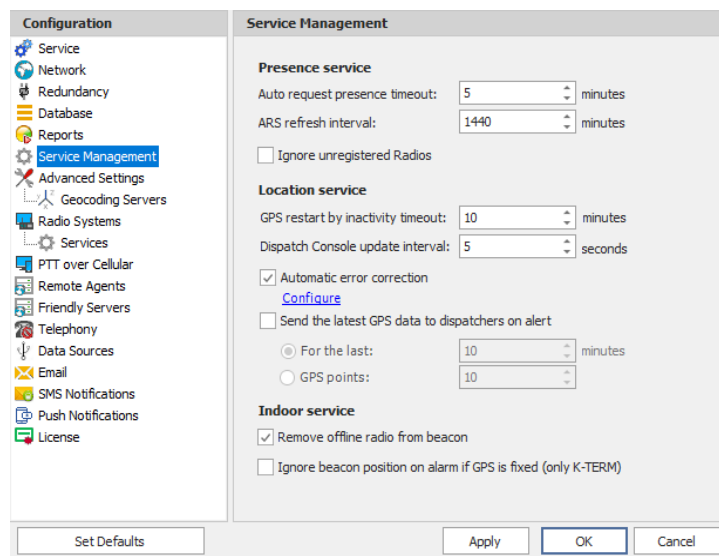 Configuration
Service
Network
Redundancy
Database
Reports
Service Management
Advanced Settings
Geocoding Servers
Radio Systems
Services
PTT over Cellular
Remote Agents
Friendly Servers
Telephony
Data Sources
Email
SMS Notifications
Push Notifications
License
Service Management
Presence service
Auto request presence timeout: 5 minutes
ARS refresh interval: 1440 minutes
Ignore unregistered Radios
Location service
GPS restart by inactivity timeout: 10 minutes
Dispatch Console update interval: 5 seconds
Automatic error correction
Configure
Send the latest GPS data to dispatchers on alert
For the last: 10 minutes
GPS points: 10
Indoor service
Remove offline radio from beacon
Ignore beacon position on alarm if GPS is fixed (only K-TERM)
Set Defaults Apply OK Cancel